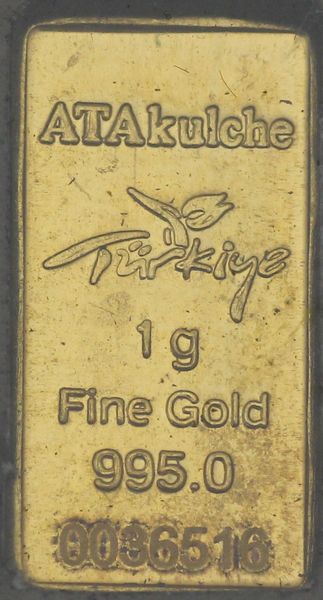 ATAkulche
Türkiye
1 g
Fine Gold
995.0
0036516